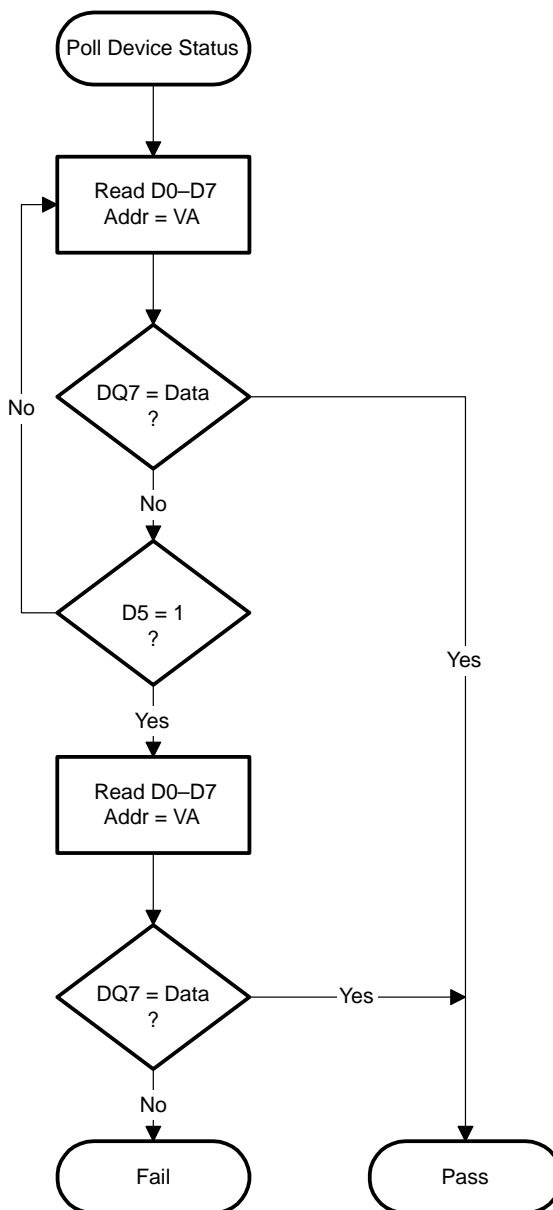 Poll Device Status
Read D0–D7
Addr = VA
DQ7 = Data
?
No
No
D5 = 1
?
Yes
Yes
Read D0–D7
Addr = VA
DQ7 = Data
?
Yes
No
Fail
Pass